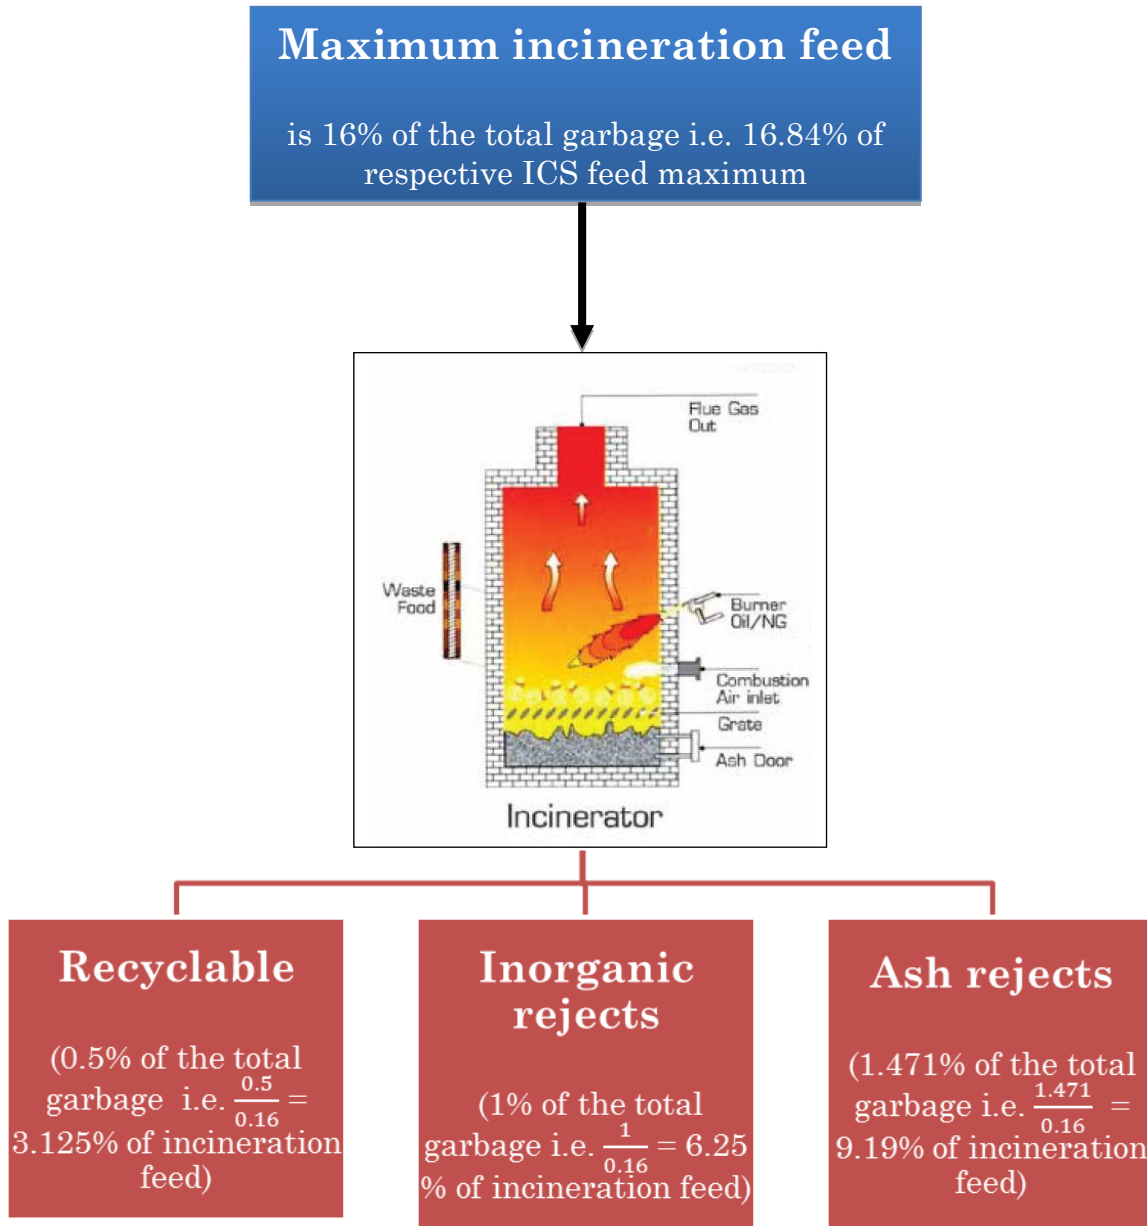 Maximum incineration feed
is 16% of the total garbage i.e. 16.84% of
respective ICS feed maximum
Flue Gas
Out
Waste
Food
Burner
Oil/NG
Combustion
Air inlet
Grate
Ash Door
Incinerator
Recyclable
(0.5% of the total
garbage i.e. \frac{0.5}{0.16} =
3.125% of incineration
feed)
Inorganic
rejects
(1% of the total
garbage i.e. \frac{1}{0.16} = 6.25
% of incineration feed)
Ash rejects
(1.471% of the total
garbage i.e. \frac{1.471}{0.16} =
9.19% of incineration
feed)